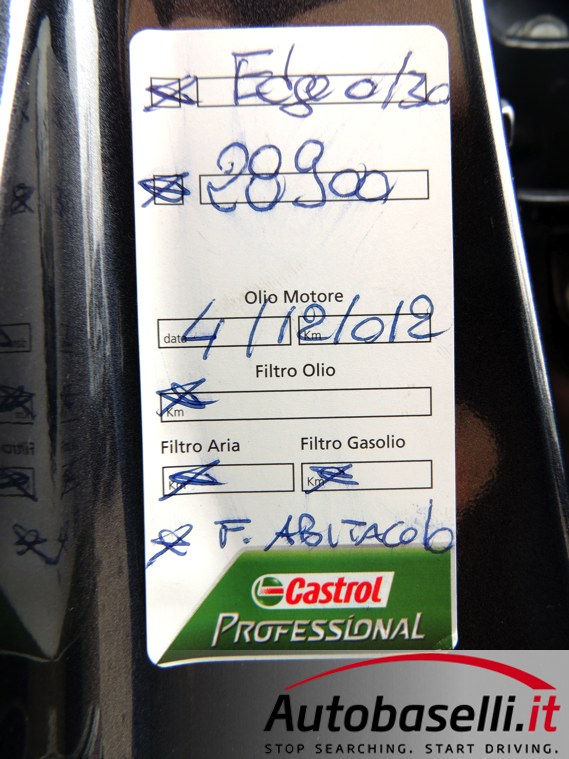 Edge 0/30
28900
Olio Motore
data 4/12/012 Km
Filtro Olio
Km
Filtro Aria Filtro Gasolio
Km Km
F. ABITACOLO
Castrol
PROFESSIONAL
Autobaselli.it
STOP SEARCHING. START DRIVING.